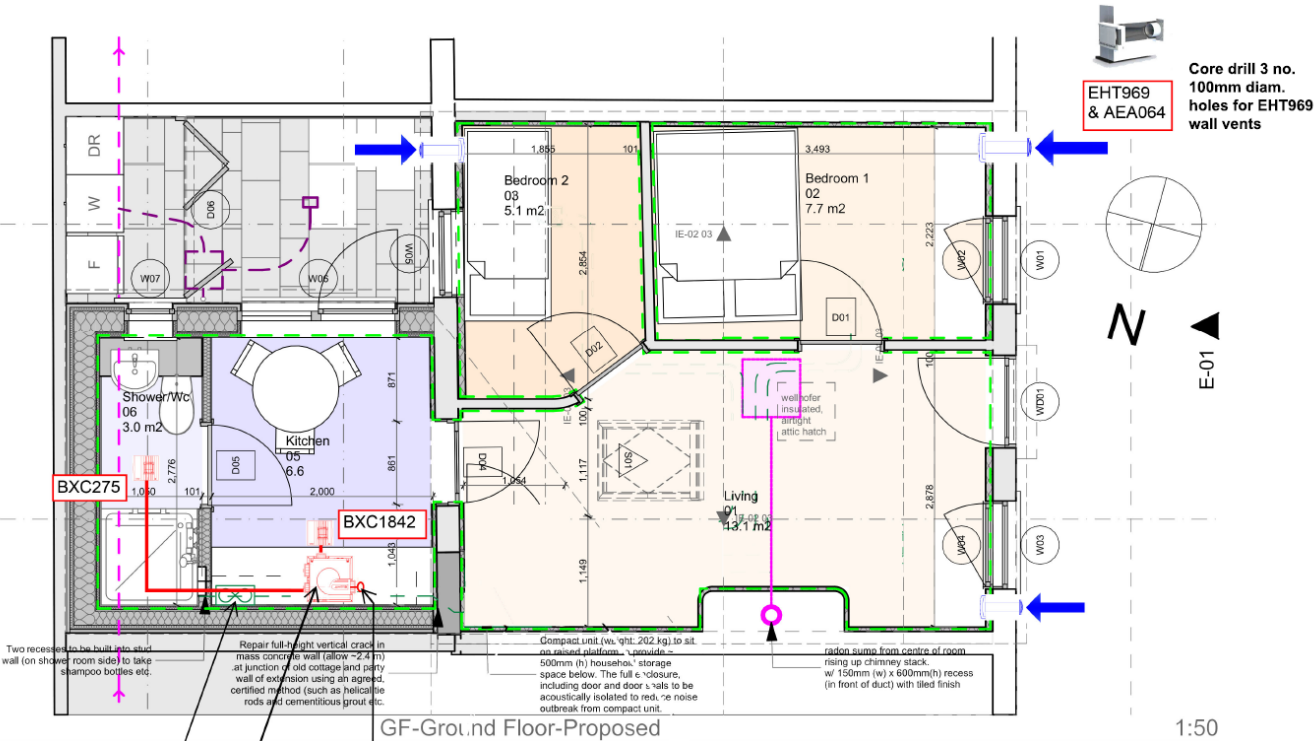 EHT969
& AEA064
Core drill 3 no.
100mm diam.
holes for EHT969
wall vents
DR
W
F
D06
W07
W06
W05
1,855
101
3,493
Bedroom 2
03
5.1 m2
Bedroom 1
02
7.7 m2
IE-02 03
2,854
2,223
W02
W01
D01
D02
N
E-01
100
Shower/Wc
06
3.0 m2
2,776
1,050
101
2,000
871
861
1,043
Kitchen
05
6.6
D05
D04
1,054
100
1,117
1,149
S01
wellhofer
insulated,
airtight
attic hatch
Living
01
13.1 m2
2,878
WD01
W04
W03
BXC275
BXC1842
Two recesses to be built into stud
wall (on shower room side) to take
shampoo bottles etc.
Repair full-height vertical crack in
mass concrete wall (allow ~2.4 m)
at junction of old cottage and party
wall of extension using an agreed,
certified method (such as helical tie
rods and cementitious grout etc.
Compact unit (weight: 202 kg) to sit
on raised platform to provide ~
500mm (h) household storage
space below. The full enclosure,
including door and door seals to be
acoustically isolated to reduce noise
outbreak from compact unit.
radon sump from centre of room
rising up chimney stack.
w/ 150mm (w) x 600mm(h) recess
(in front of duct) with tiled finish
GF-Ground Floor-Proposed
1:50